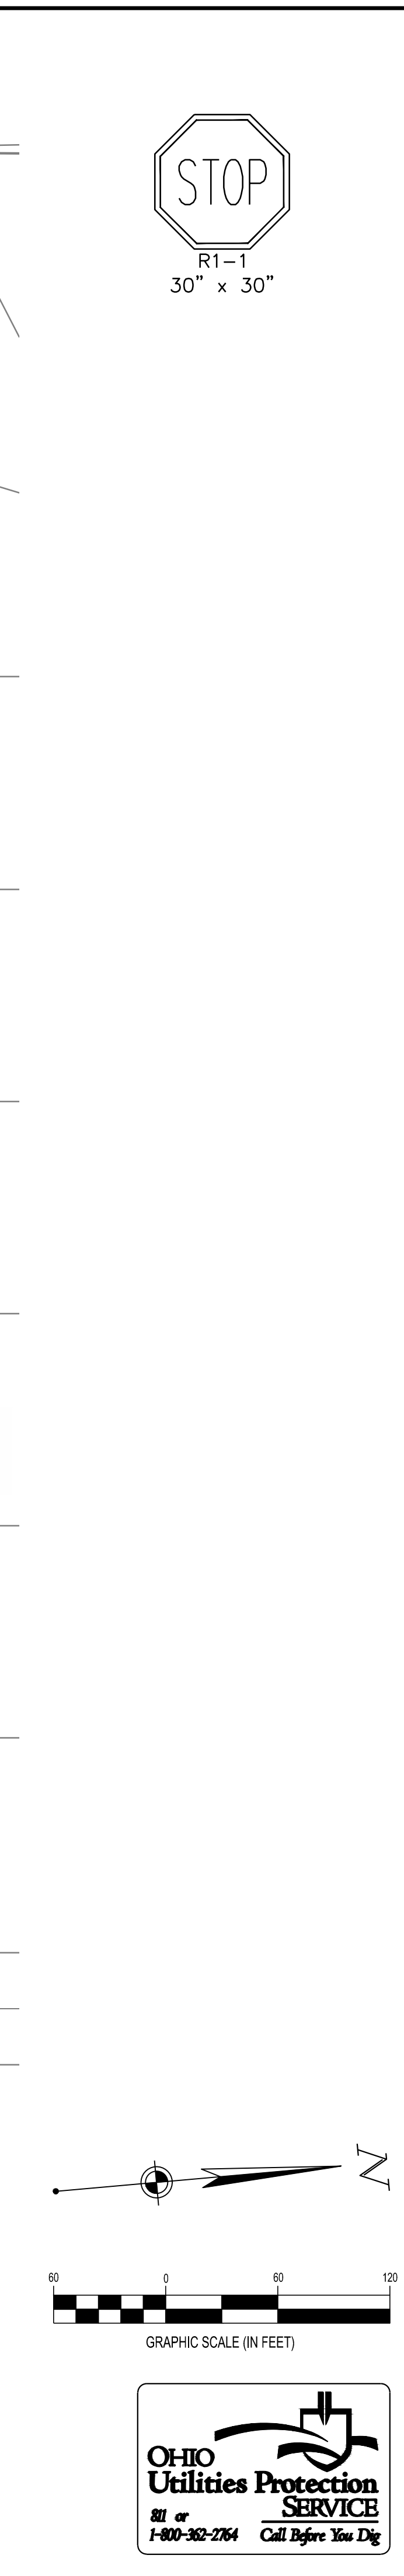 STOP
R1-1
30" x 30"
N
60 0 60 120
GRAPHIC SCALE (IN FEET)
OHIO
Utilities Protection
SERVICE
811 or
1-800-362-2764 Call Before You Dig